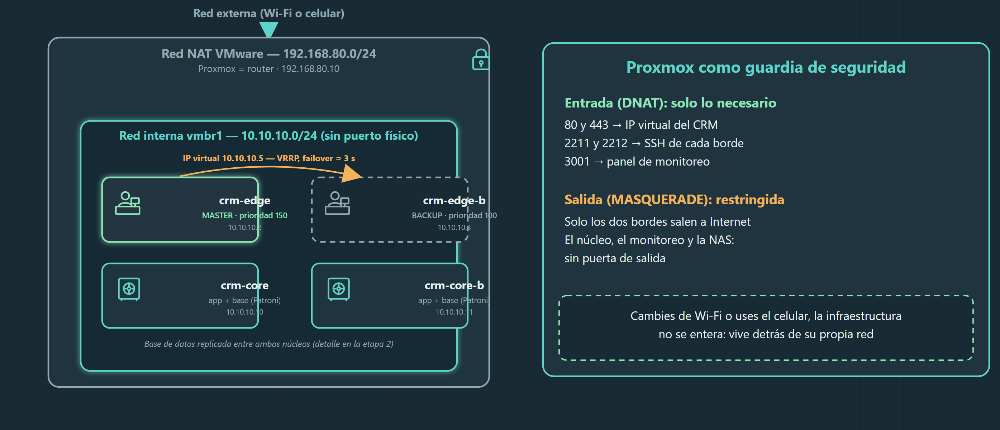 Red externa (Wi-Fi o celular)
Red NAT VMware — 192.168.80.0/24
Proxmox = router · 192.168.80.10
Red interna vmbr1 — 10.10.10.0/24 (sin puerto físico)
IP virtual 10.10.10.5 — VRRP, failover ≈ 3 s
crm-edge
MASTER · prioridad 150
10.10.10.2
crm-edge-b
BACKUP · prioridad 100
10.10.10.3
crm-core
app + base (Patroni)
10.10.10.10
crm-core-b
app + base (Patroni)
10.10.10.11
Base de datos replicada entre ambos núcleos (detalle en la etapa 2)
Proxmox como guardia de seguridad
Entrada (DNAT): solo lo necesario
80 y 443 → IP virtual del CRM
2211 y 2212 → SSH de cada borde
3001 → panel de monitoreo
Salida (MASQUERADE): restringida
Solo los dos bordes salen a Internet
El núcleo, el monitoreo y la NAS:
sin puerta de salida
Cambies de Wi-Fi o uses el celular, la infraestructura
no se entera: vive detrás de su propia red